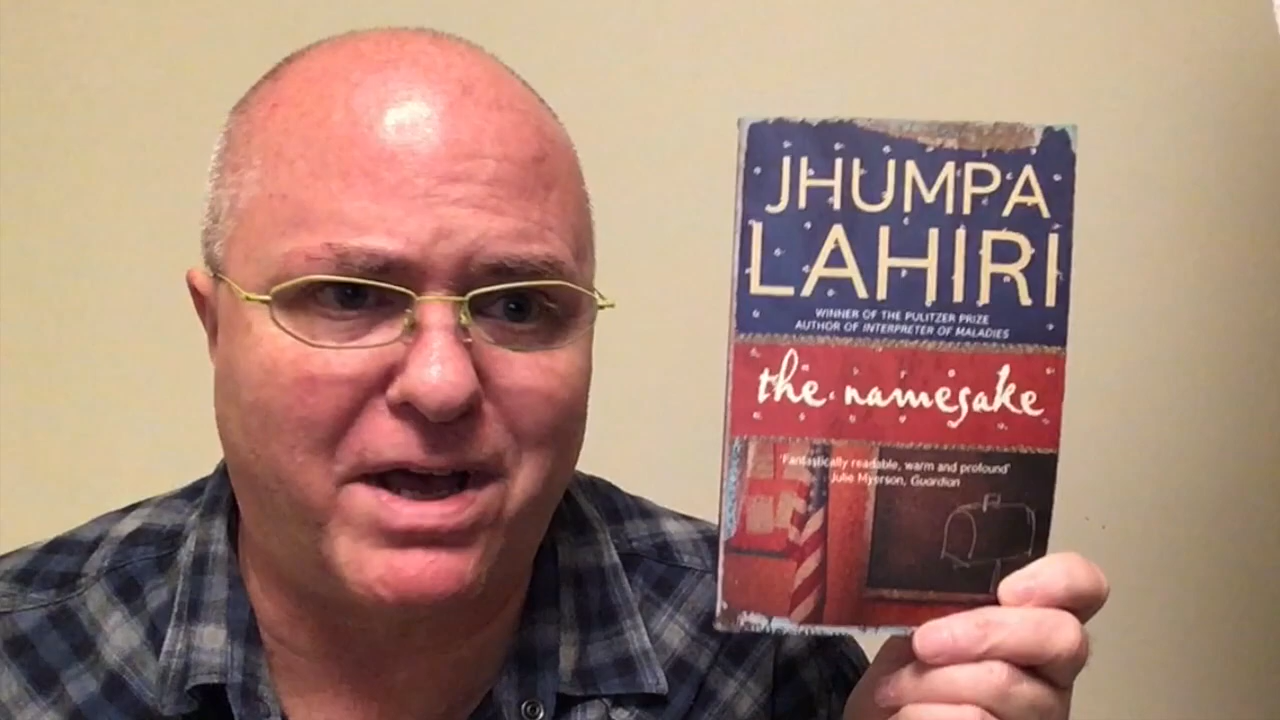 JHUMPA
LAHIRI
WINNER OF THE PULITZER PRIZE
AUTHOR OF INTERPRETER OF MALADIES
the namesake
'Fantastically readable, warm and profound'
Julie Myerson, Guardian